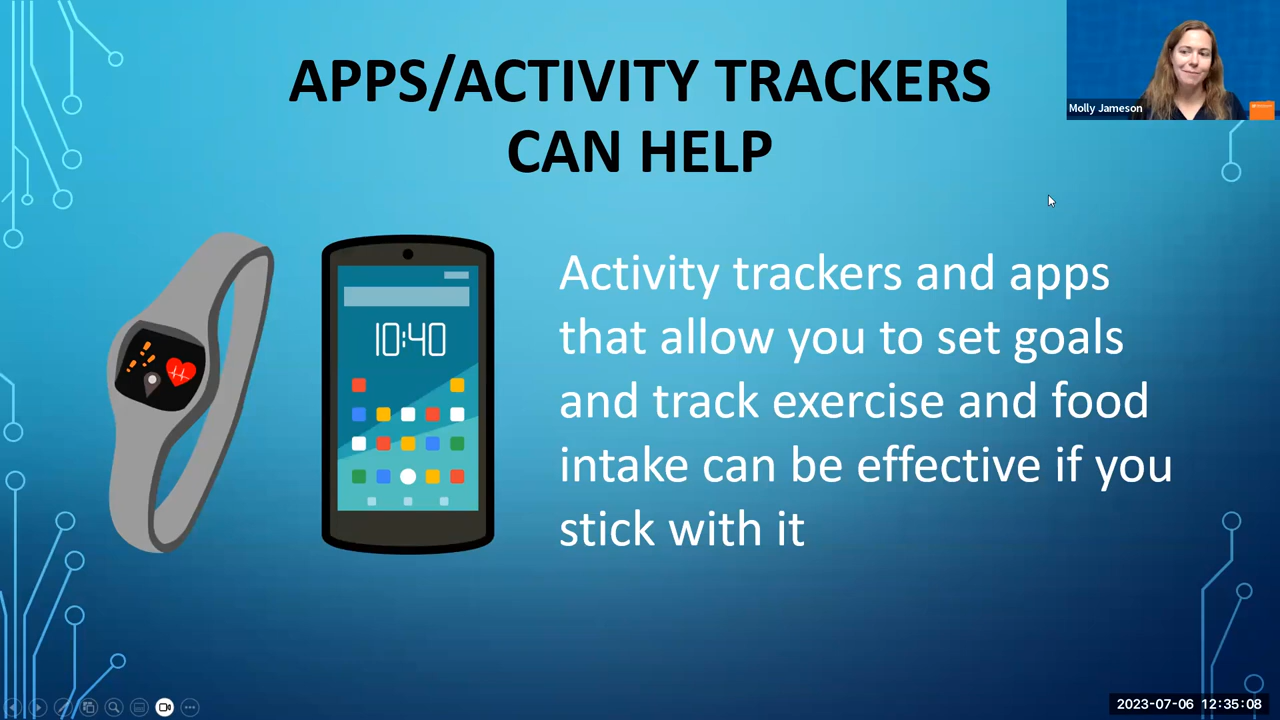 APPS/ACTIVITY TRACKERS
CAN HELP
Molly Jameson
10:40
Activity trackers and apps
that allow you to set goals
and track exercise and food
intake can be effective if you
stick with it
2023-07-06 12:35:08